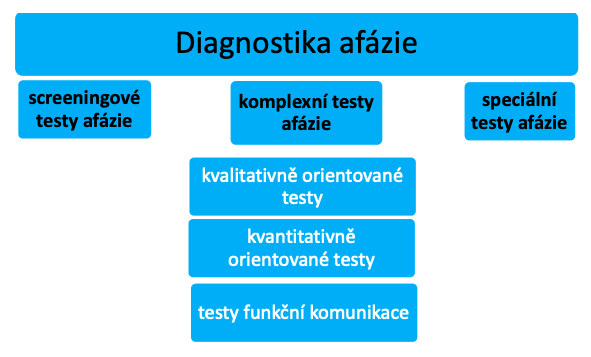 Diagnostika afázie
screeningové
testy afázie
komplexní testy
afázie
speciální
testy afázie
kvalitativně orientované
testy
kvantitativně
orientované testy
testy funkční komunikace